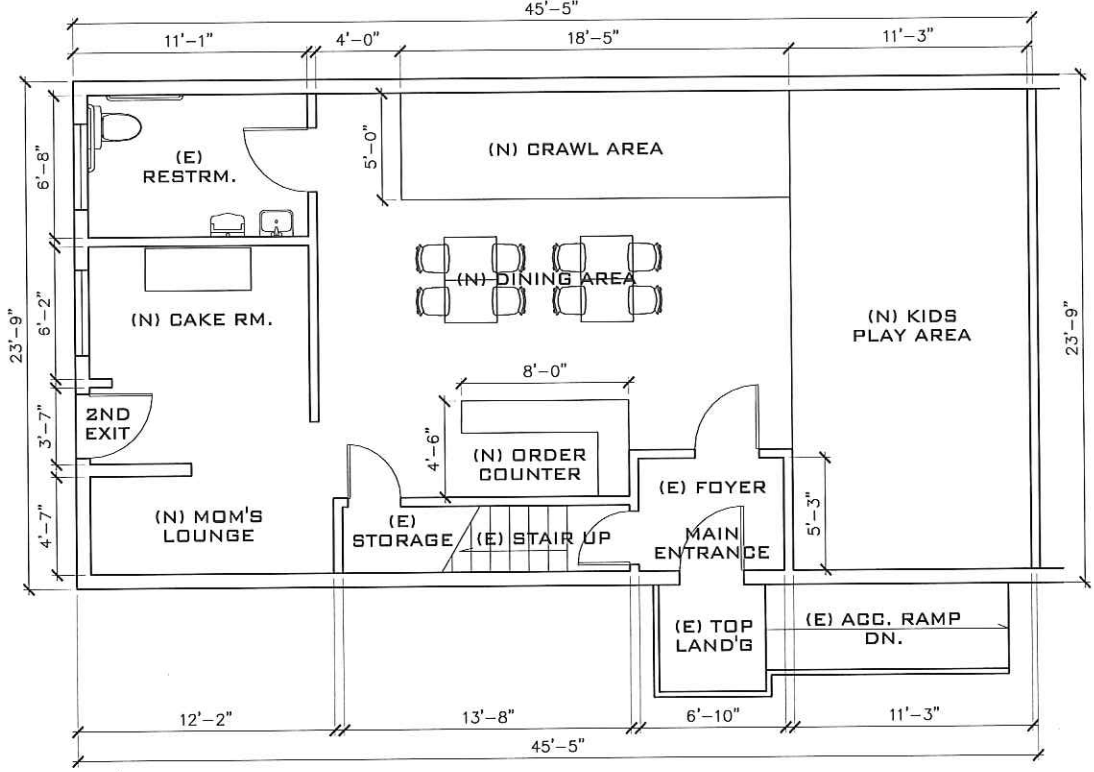 45'-5"
11'-1"
4'-0"
18'-5"
11'-3"
23'-9"
6'-8"
5'-0"
(N) CRAWL AREA
(E)
RESTRM.
6'-2"
(N) CAKE RM.
(N) DINING AREA
(N) KIDS
PLAY AREA
23'-9"
8'-0"
3'-7"
2ND
EXIT
4'-6"
(N) ORDER
COUNTER
(E) FOYER
5'-3"
4'-7"
(N) MOM'S
LOUNGE
(E)
STORAGE
(E) STAIR UP
MAIN
ENTRANCE
(E) TOP
LAND'G
(E) ACC. RAMP
DN.
12'-2"
13'-8"
6'-10"
11'-3"
45'-5"